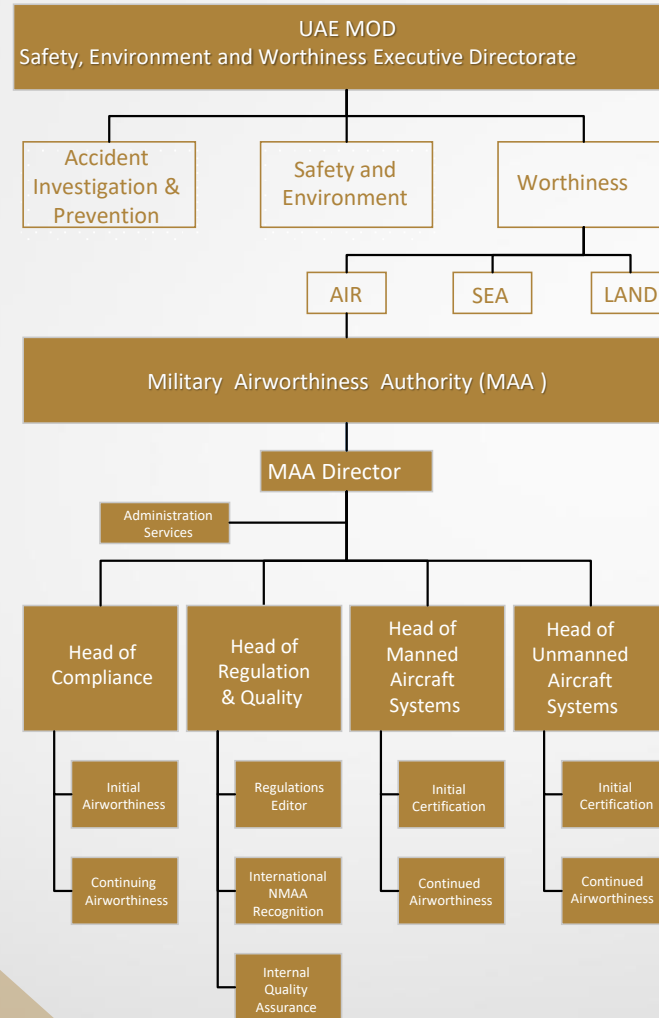 UAE MOD
Safety, Environment and Worthiness Executive Directorate
Accident
Investigation &
Prevention
Safety and
Environment
Worthiness
AIR
SEA
LAND
Military Airworthiness Authority (MAA )
MAA Director
Administration
Services
Head of
Compliance
Head of
Regulation
& Quality
Head of
Manned
Aircraft
Systems
Head of
Unmanned
Aircraft
Systems
Initial
Airworthiness
Regulations
Editor
Initial
Certification
Initial
Certification
Continuing
Airworthiness
International
NMAA
Recognition
Continued
Airworthiness
Continued
Airworthiness
Internal
Quality
Assurance